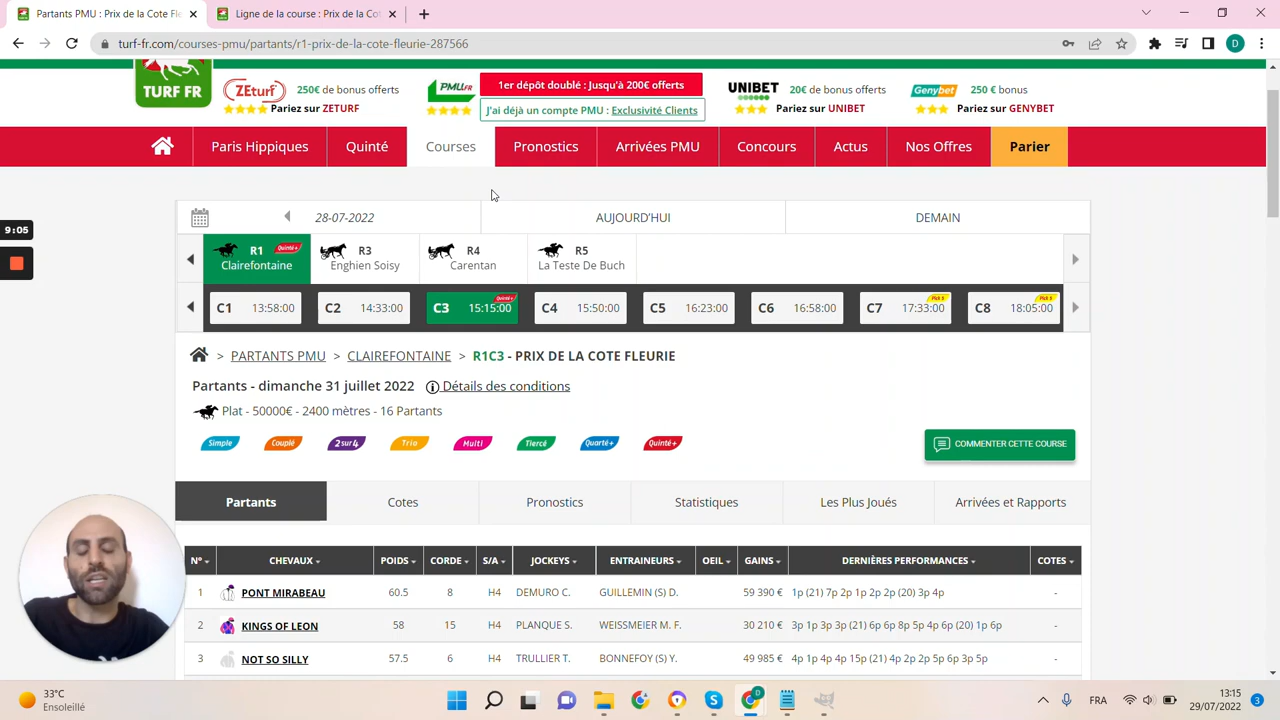 Partants PMU : Prix de la Cote Fle
Ligne de la course : Prix de la Cot
turf-fr.com/courses-pmu/partants/r1-prix-de-la-cote-fleurie-287566
D
TURF FR
ZEturf
250€ de bonus offerts
Pariez sur ZETURF
PMU.FR
1er dépôt doublé : Jusqu'à 200€ offerts
J'ai déjà un compte PMU : Exclusivité Clients
UNIBET
20€ de bonus offerts
Pariez sur UNIBET
Genybet
250 € bonus
Pariez sur GENYBET
Paris Hippiques
Quinté
Courses
Pronostics
Arrivées PMU
Concours
Actus
Nos Offres
Parier
9:05
28-07-2022
AUJOURD'HUI
DEMAIN
R1 Quinté+
Clairefontaine
R3
Enghien Soisy
R4
Carentan
R5
La Teste De Buch
C1 13:58:00
C2 14:33:00
C3 15:15:00 Quinté+
C4 15:50:00
C5 16:23:00
C6 16:58:00
C7 17:33:00 Pick 5
C8 18:05:00 Pick 5
> PARTANTS PMU > CLAIREFONTAINE > R1C3 - PRIX DE LA COTE FLEURIE
Partants - dimanche 31 juillet 2022 Détails des conditions
Plat - 50000€ - 2400 mètres - 16 Partants
Simple Couplé 2sur4 Trio Multi Tiercé Quarté+ Quinté+
COMMENTER CETTE COURSE
Partants Cotes Pronostics Statistiques Les Plus Joués Arrivées et Rapports
N° CHEVAUX POIDS CORDE S/A JOCKEYS ENTRAINEURS OEIL GAINS DERNIÈRES PERFORMANCES COTES
1 PONT MIRABEAU 60.5 8 H4 DEMURO C. GUILLEMIN (S) D. 59 390 € 1p (21) 7p 2p 1p 2p 2p (20) 3p 4p -
2 KINGS OF LEON 58 15 H4 PLANQUE S. WEISSMEIER M. F. 30 210 € 3p 1p 3p 3p (21) 6p 6p 8p 5p 4p 6p (20) 1p 6p -
3 NOT SO SILLY 57.5 6 H4 TRULLIER T. BONNEFOY (S) Y. 49 985 € 4p 1p 4p 4p 15p (21) 4p 2p 2p 5p 6p 3p 5p -
33°C
Ensoleillé
D
FRA
13:15
29/07/2022
3